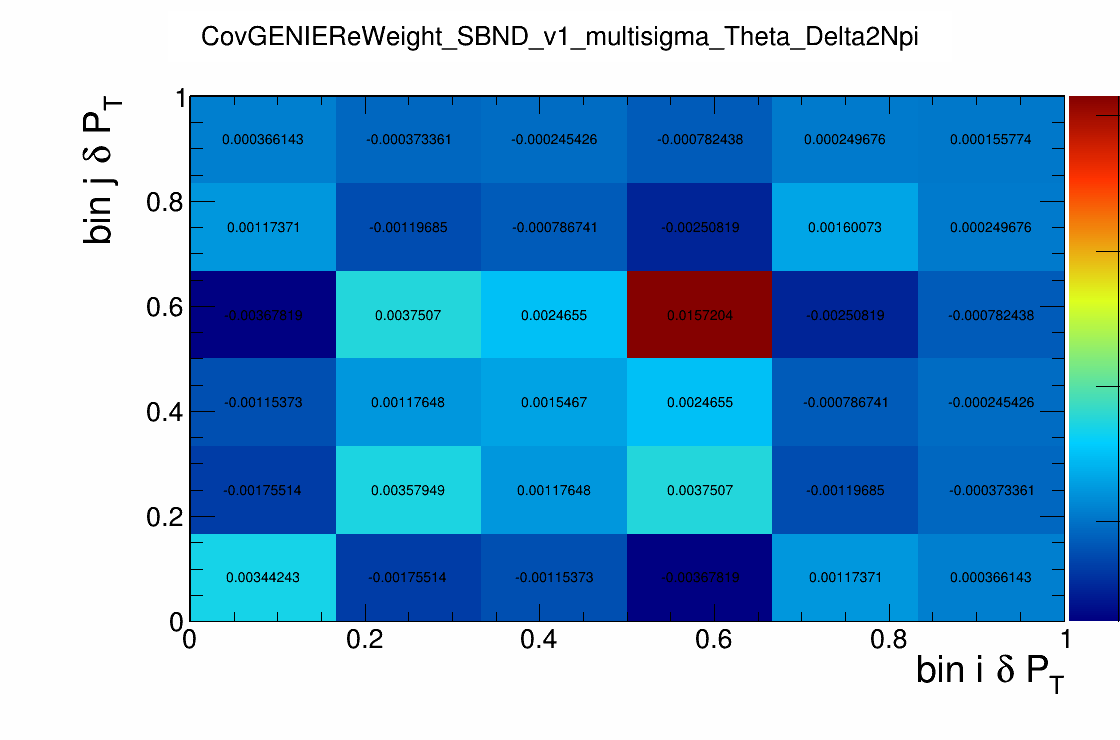 CovGENIEReWeight_SBND_v1_multisigma_Theta_Delta2Npi
bin j δ P_T
1
0.000366143 -0.000373361 -0.000245426 -0.000782438 0.000249676 0.000155774
0.8
0.00117371 -0.00119685 -0.000786741 -0.00250819 0.00160073 0.000249676
0.6
-0.00367819 0.0037507 0.0024655 0.0157204 -0.00250819 -0.000782438
0.4
-0.00115373 0.00117648 0.0015467 0.0024655 -0.000786741 -0.000245426
-0.00175514 0.00357949 0.00117648 0.0037507 -0.00119685 -0.000373361
0.2
0.00344243 -0.00175514 -0.00115373 -0.00367819 0.00117371 0.000366143
0
0 0.2 0.4 0.6 0.8 1
bin i δ P_T